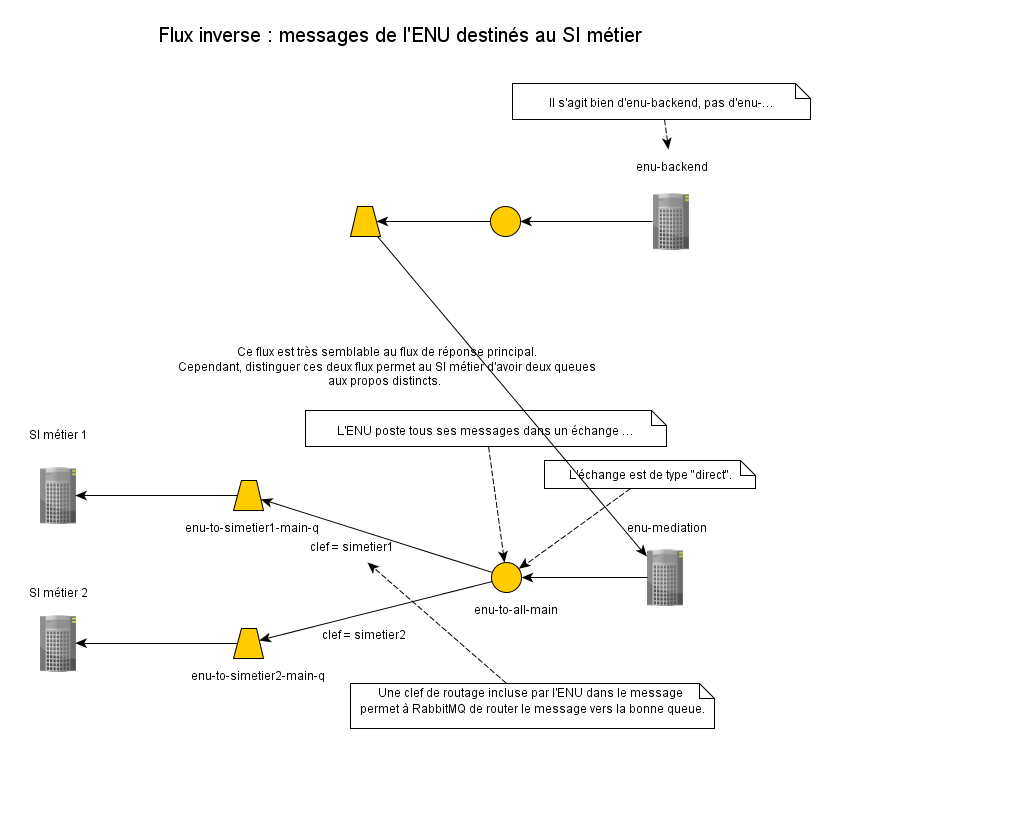 Flux inverse : messages de l'ENU destinés au SI métier
Il s'agit bien d'enu-backend, pas d'enu-...
enu-backend
Ce flux est très semblable au flux de réponse principal.
Cependant, distinguer ces deux flux permet au SI métier d'avoir deux queues
aux propos distincts.
L'ENU poste tous ses messages dans un échange ...
SI métier 1
L'échange est de type "direct".
enu-to-simetier1-main-q
enu-mediation
clef = simetier1
SI métier 2
enu-to-all-main
clef = simetier2
enu-to-simetier2-main-q
Une clef de routage incluse par l'ENU dans le message
permet à RabbitMQ de router le message vers la bonne queue.